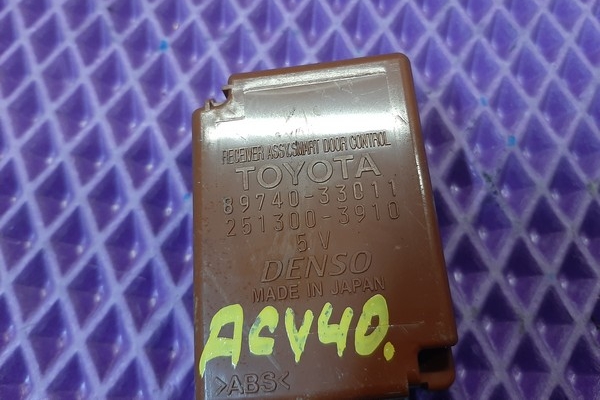 RECEIVER ASSY,SMART DOOR CONTROL
TOYOTA
89740-33011
251300-3910
5 V
DENSO
MADE IN JAPAN
ACV40.
>ABS<